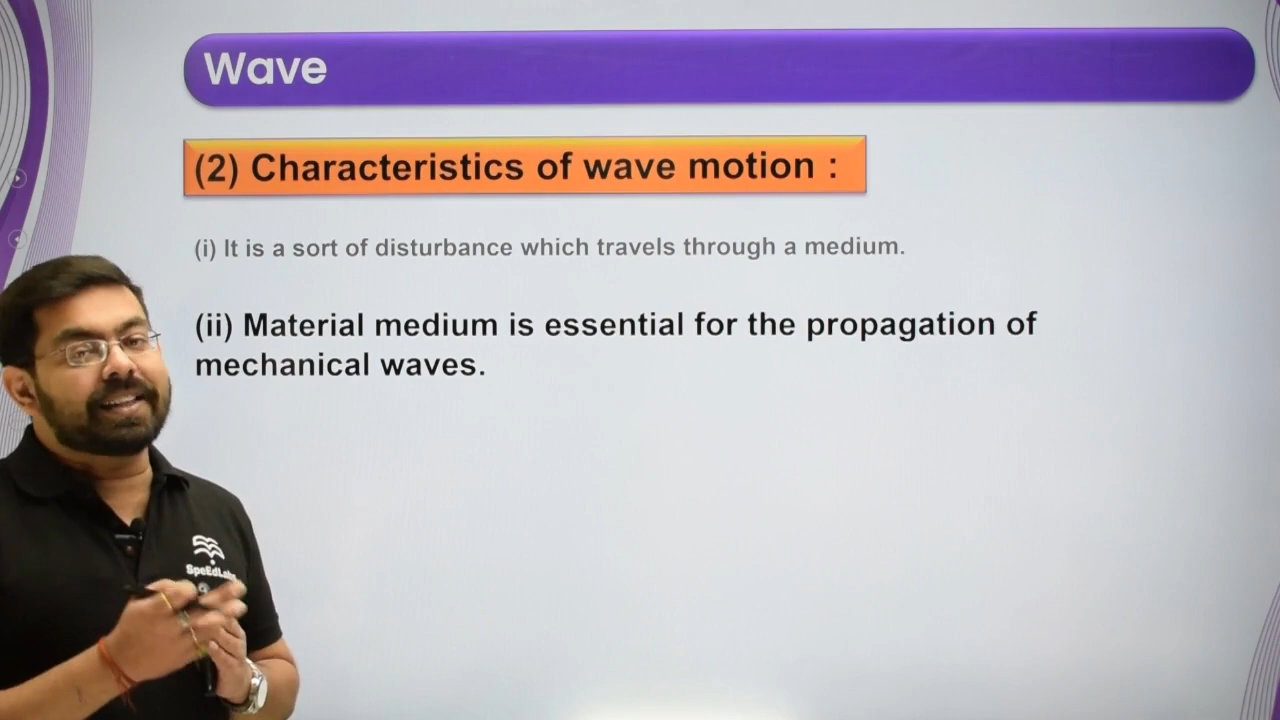 Wave
(2) Characteristics of wave motion :
(i) It is a sort of disturbance which travels through a medium.
(ii) Material medium is essential for the propagation of
mechanical waves.
SpeEdLabs